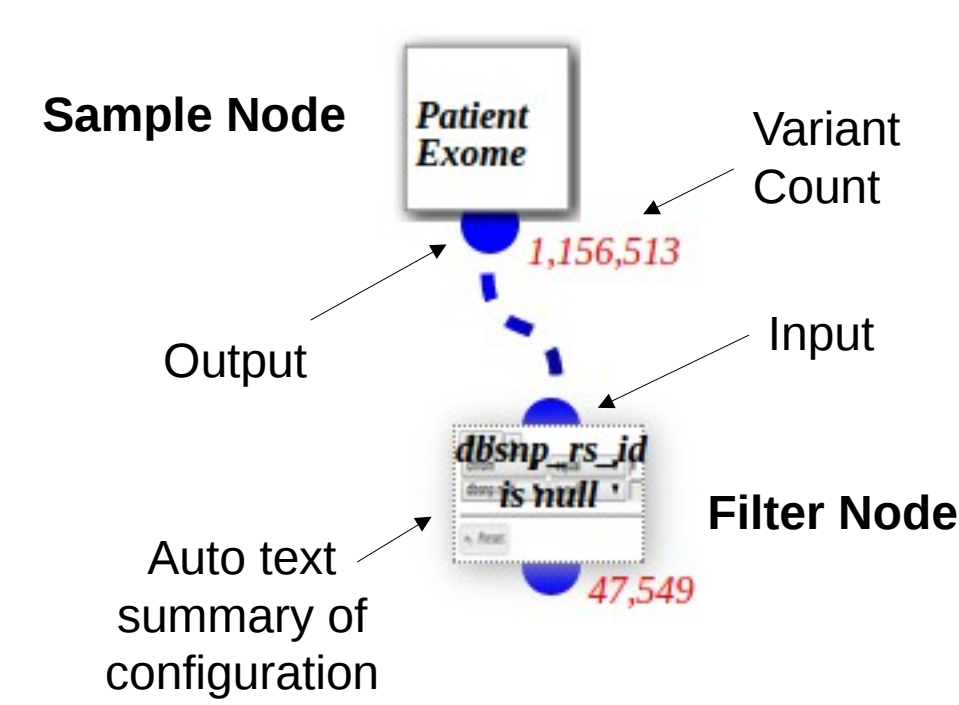 Sample Node
Patient
Exome
Variant
Count
1,156,513
Output
Input
dbsnp_rs_id
is null
Filter Node
Reset
Auto text
summary of
configuration
47,549